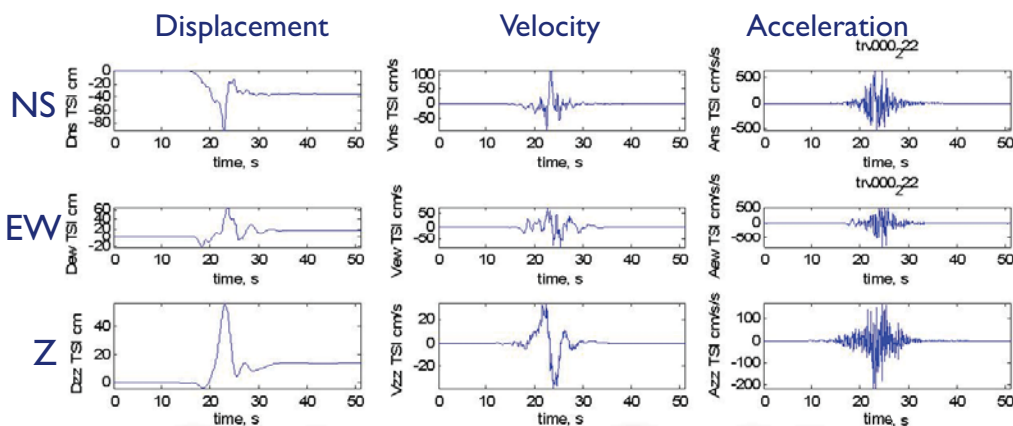 Displacement Velocity Acceleration
trv000_222
NS
Dns TSI cm
0
-20
-40
-60
-80
0 10 20 30 40 50
time, s
Vns TSI cm/s
100
50
0
-50
0 10 20 30 40 50
time, s
Ans TSI cm/s/s
500
0
-500
0 10 20 30 40 50
time, s
trv000_222
EW
Dew TSI cm
60
40
20
0
-20
0 10 20 30 40 50
time, s
Vew TSI cm/s
50
0
-50
0 10 20 30 40 50
time, s
Aew TSI cm/s/s
500
0
-500
0 10 20 30 40 50
time, s
Z
Dzz TSI cm
40
20
0
0 10 20 30 40 50
time, s
Vzz TSI cm/s
20
0
-20
0 10 20 30 40 50
time, s
Azz TSI cm/s/s
100
0
-100
-200
0 10 20 30 40 50
time, s